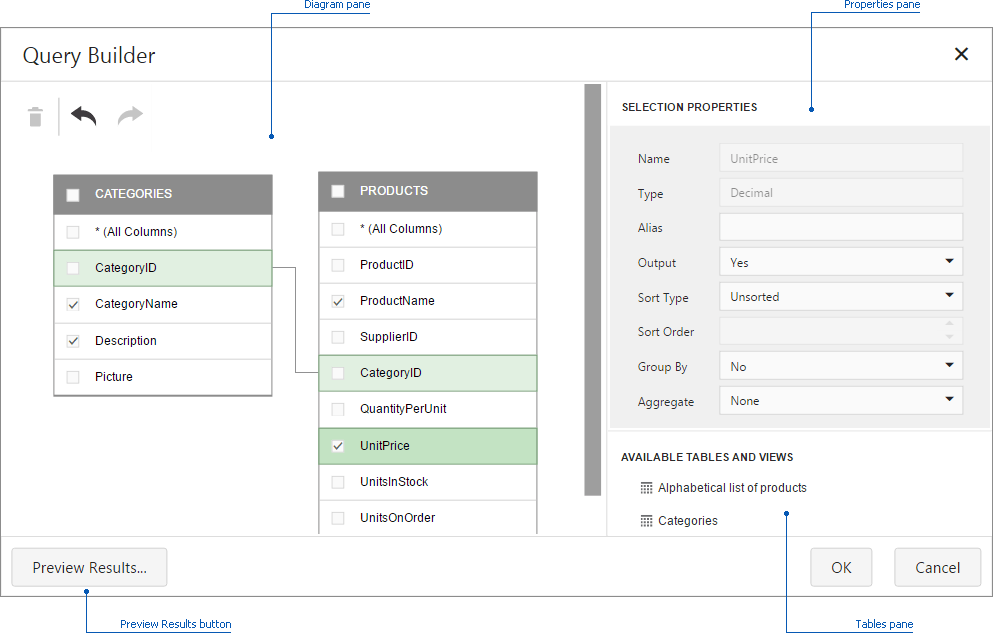 Diagram pane
Properties pane
Query Builder
SELECTION PROPERTIES
Name UnitPrice
Type Decimal
Alias
Output Yes
Sort Type Unsorted
Sort Order
Group By No
Aggregate None
CATEGORIES
* (All Columns)
CategoryID
CategoryName
Description
Picture
PRODUCTS
* (All Columns)
ProductID
ProductName
SupplierID
CategoryID
QuantityPerUnit
UnitPrice
UnitsInStock
UnitsOnOrder
AVAILABLE TABLES AND VIEWS
Alphabetical list of products
Categories
Preview Results...
OK
Cancel
Preview Results button
Tables pane